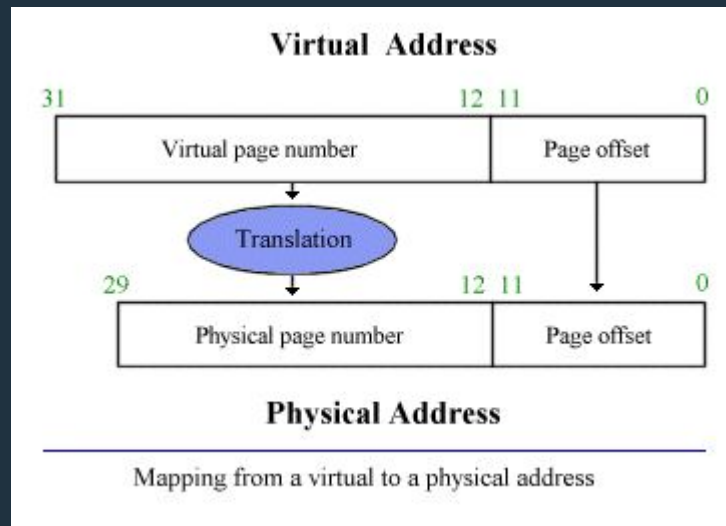 Virtual Address
31 12 11 0
Virtual page number Page offset
Translation
29 12 11 0
Physical page number Page offset
Physical Address
Mapping from a virtual to a physical address